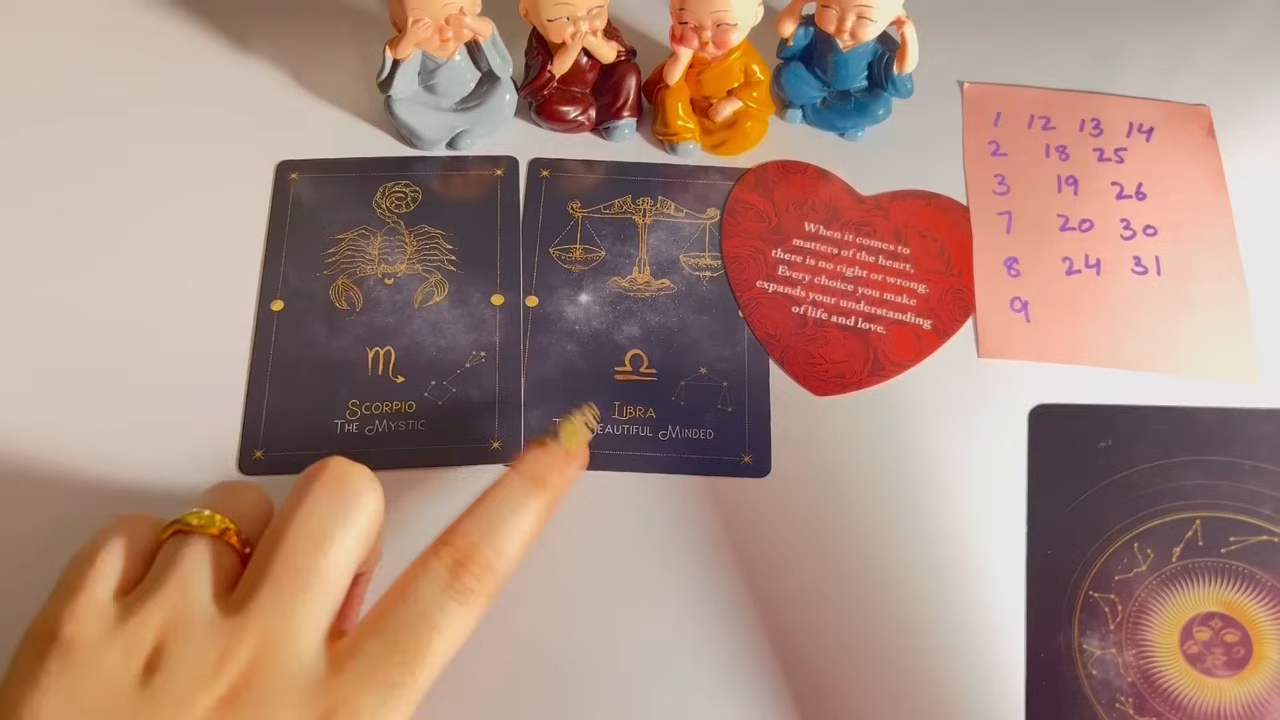 ♏
SCORPIO
THE MYSTIC
♎
LIBRA
BEAUTIFUL MINDED
When it comes to
matters of the heart,
there is no right or wrong.
Every choice you make
expands your understanding
of life and love.
1 12 13 14
2 18 25
3 19 26
7 20 30
8 24 31
9